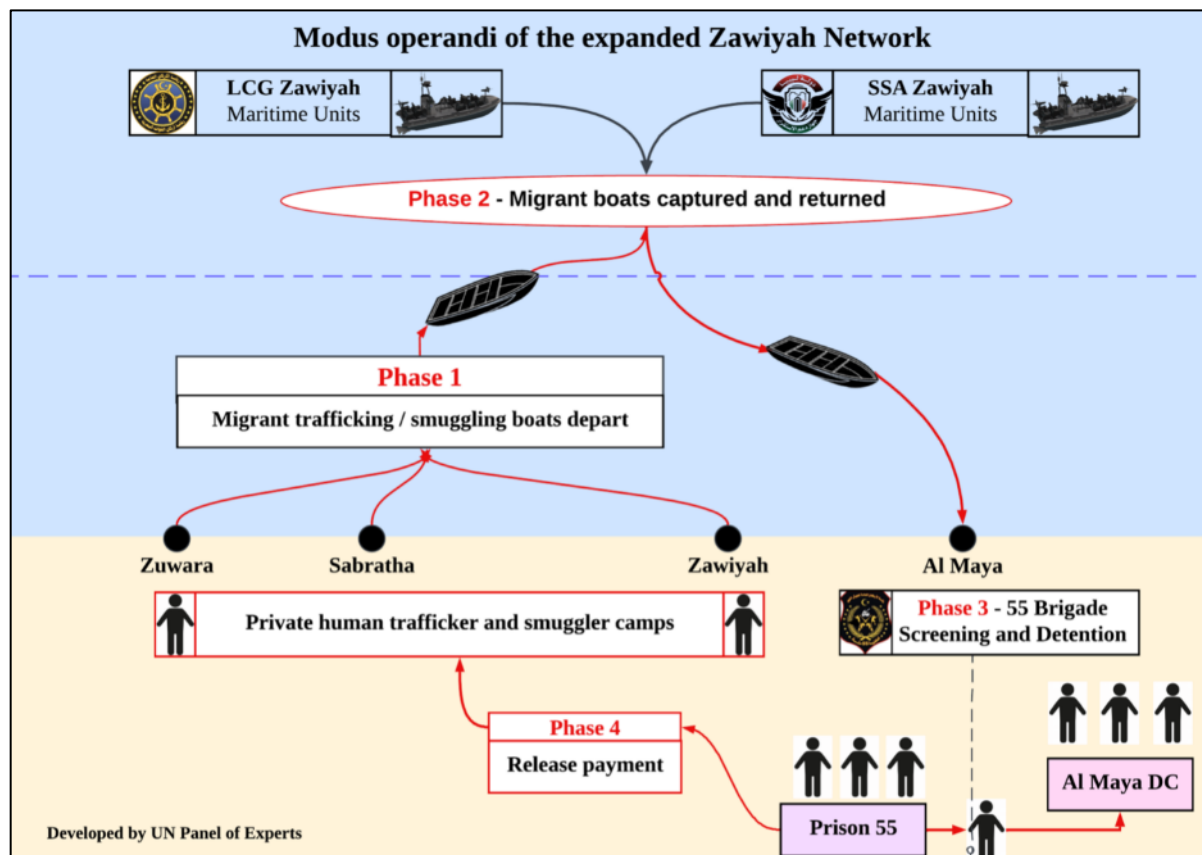 Modus operandi of the expanded Zawiyah Network
LCG Zawiyah
Maritime Units
SSA Zawiyah
Maritime Units
Phase 2 - Migrant boats captured and returned
Phase 1
Migrant trafficking / smuggling boats depart
Zuwara
Sabratha
Zawiyah
Al Maya
Private human trafficker and smuggler camps
Phase 3 - 55 Brigade
Screening and Detention
Phase 4
Release payment
Prison 55
Al Maya DC
Developed by UN Panel of Experts